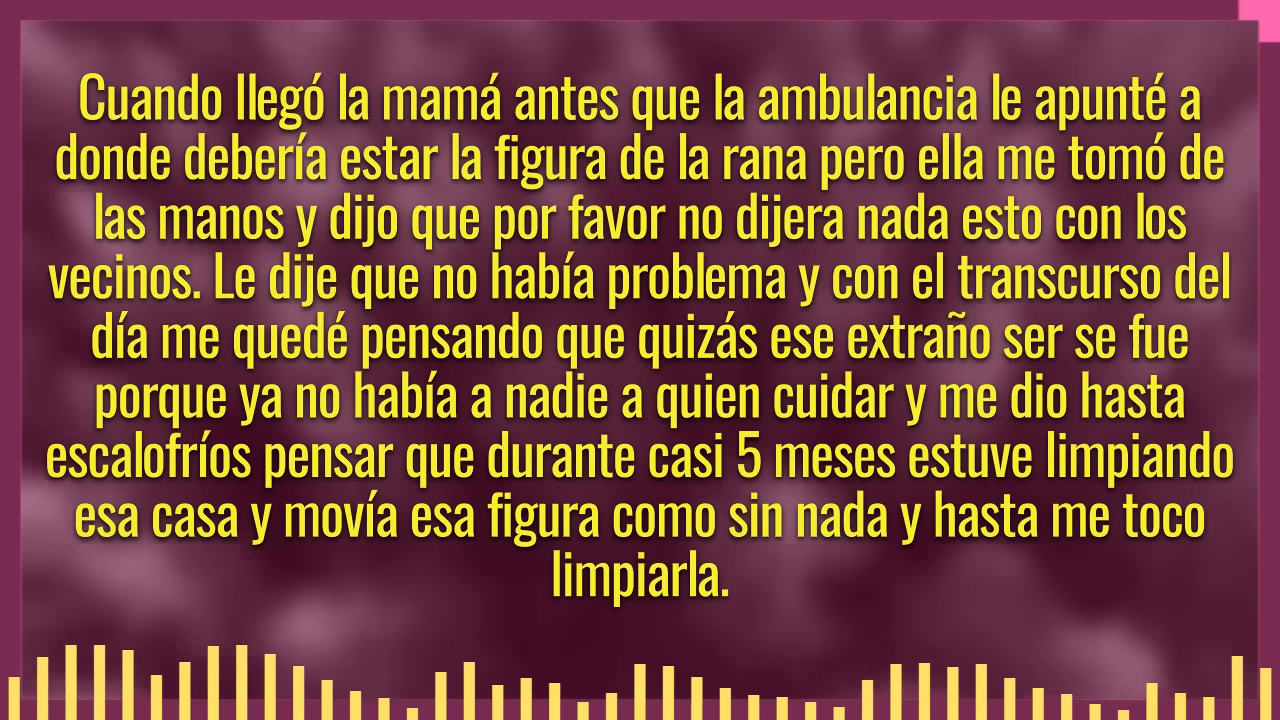 Cuando llegó la mamá antes que la ambulancia le apunté a
donde debería estar la figura de la rana pero ella me tomó de
las manos y dijo que por favor no dijera nada esto con los
vecinos. Le dije que no había problema y con el transcurso del
día me quedé pensando que quizás ese extraño ser se fue
porque ya no había a nadie a quien cuidar y me dio hasta
escalofríos pensar que durante casi 5 meses estuve limpiando
esa casa y movía esa figura como sin nada y hasta me toco
limpiarla.